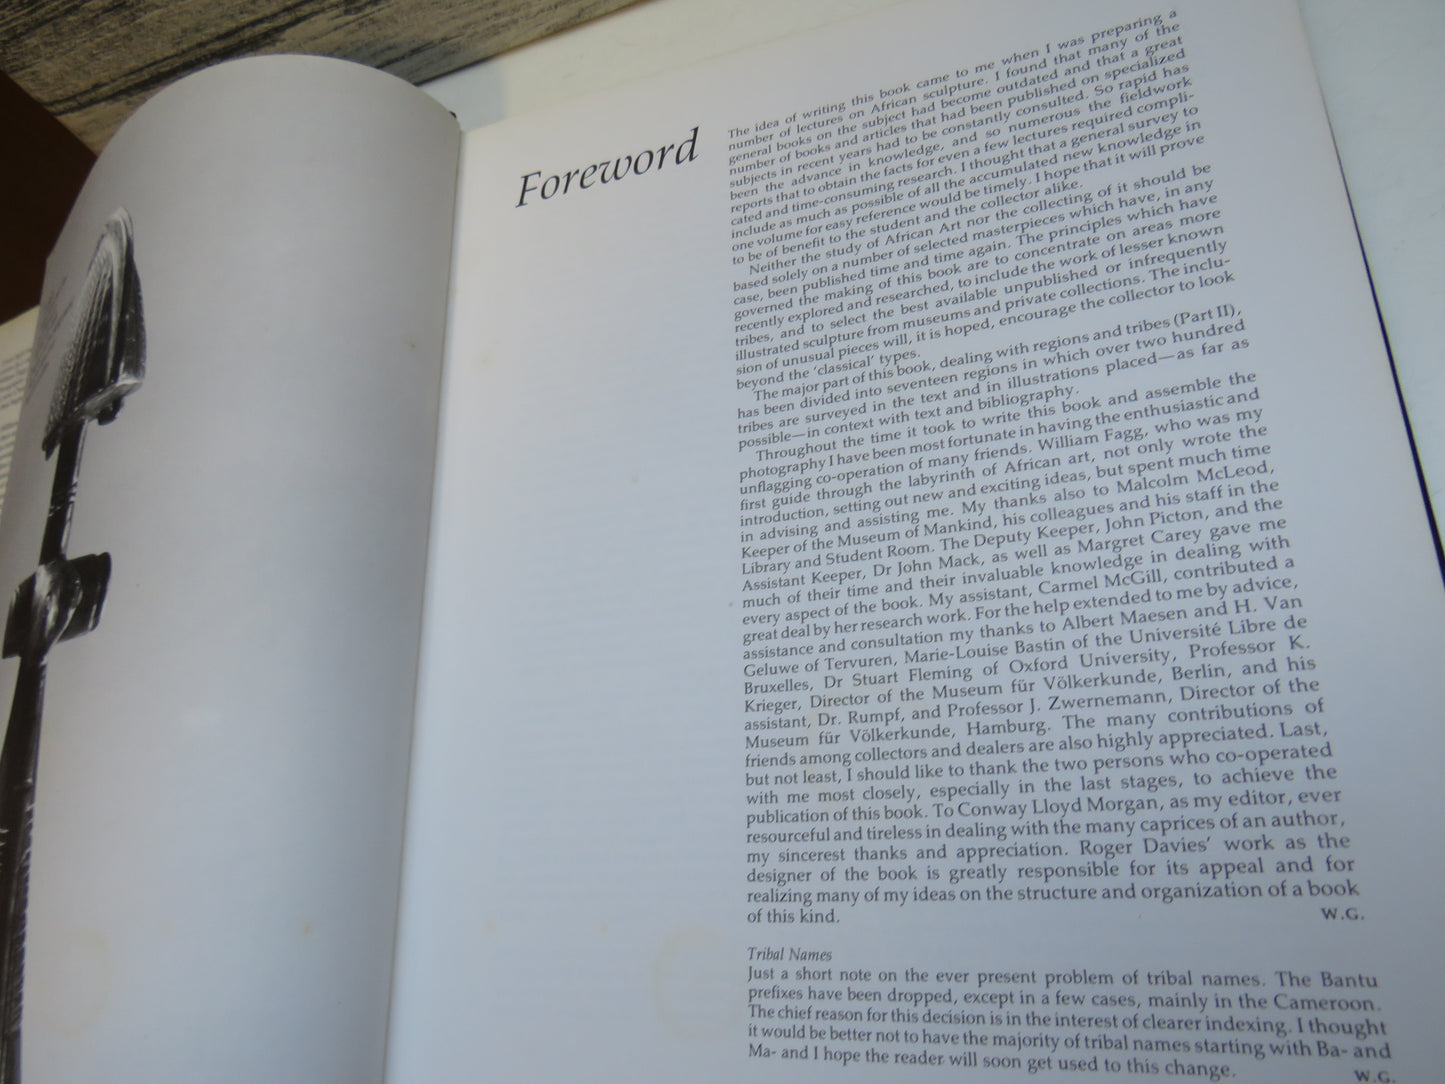 Foreword
The idea of writing this book came to me when I was preparing a
number of lectures on African sculpture. I found that many of the
general books on the subject had become outdated and that a great
number of books and articles that had been published on specialized
subjects in recent years had to be constantly consulted. So rapid has
been the advance in knowledge, and so numerous the fieldwork
reports that to obtain the facts for even a few lectures required compli-
cated and time-consuming research. I thought that a general survey to
include as much as possible of all the accumulated new knowledge in
one volume for easy reference would be timely. I hope that it will prove
to be of benefit to the student and the collector alike.
Neither the study of African Art nor the collecting of it should be
based solely on a number of selected masterpieces which have, in any
case, been published time and time again. The principles which have
governed the making of this book are to concentrate on areas more
recently explored and researched, to include the work of lesser known
tribes, and to select the best available unpublished or infrequently
illustrated sculpture from museums and private collections. The inclu-
sion of unusual pieces will, it is hoped, encourage the collector to look
beyond the 'classical' types.
The major part of this book, dealing with regions and tribes (Part II),
has been divided into seventeen regions in which over two hundred
tribes are surveyed in the text and in illustrations placed—as far as
possible—in context with text and bibliography.
Throughout the time it took to write this book and assemble the
photography I have been most fortunate in having the enthusiastic and
unflagging co-operation of many friends. William Fagg, who was my
first guide through the labyrinth of African art, not only wrote the
introduction, setting out new and exciting ideas, but spent much time
in advising and assisting me. My thanks also to Malcolm McLeod,
Keeper of the Museum of Mankind, his colleagues and his staff in the
Library and Student Room. The Deputy Keeper, John Picton, and the
Assistant Keeper, Dr John Mack, as well as Margret Carey gave me
much of their time and their invaluable knowledge in dealing with
every aspect of the book. My assistant, Carmel McGill, contributed a
great deal by her research work. For the help extended to me by advice,
assistance and consultation my thanks to Albert Maesen and H. Van
Geluwe of Tervuren, Marie-Louise Bastin of the Université Libre de
Bruxelles, Dr Stuart Fleming of Oxford University, Professor K.
Krieger, Director of the Museum für Völkerkunde, Berlin, and his
assistant, Dr. Rumpf, and Professor J. Zwernemann, Director of the
Museum für Völkerkunde, Hamburg. The many contributions of
friends among collectors and dealers are also highly appreciated. Last,
but not least, I should like to thank the two persons who co-operated
with me most closely, especially in the last stages, to achieve the
publication of this book. To Conway Lloyd Morgan, as my editor, ever
resourceful and tireless in dealing with the many caprices of an author,
my sincerest thanks and appreciation. Roger Davies' work as the
designer of the book is greatly responsible for its appeal and for
realizing many of my ideas on the structure and organization of a book
of this kind. W.G.
Tribal Names
Just a short note on the ever present problem of tribal names. The Bantu
prefixes have been dropped, except in a few cases, mainly in the Cameroon.
The chief reason for this decision is in the interest of clearer indexing. I thought
it would be better not to have the majority of tribal names starting with Ba- and
Ma- and I hope the reader will soon get used to this change. W.G.